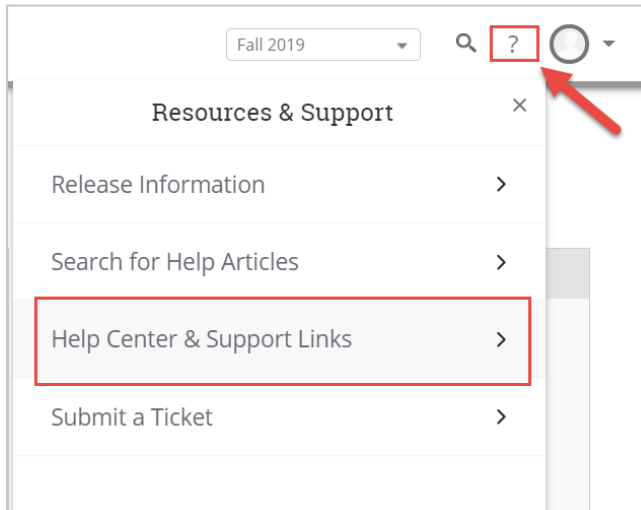 Fall 2019
?
Resources & Support
×
Release Information
Search for Help Articles
Help Center & Support Links
Submit a Ticket